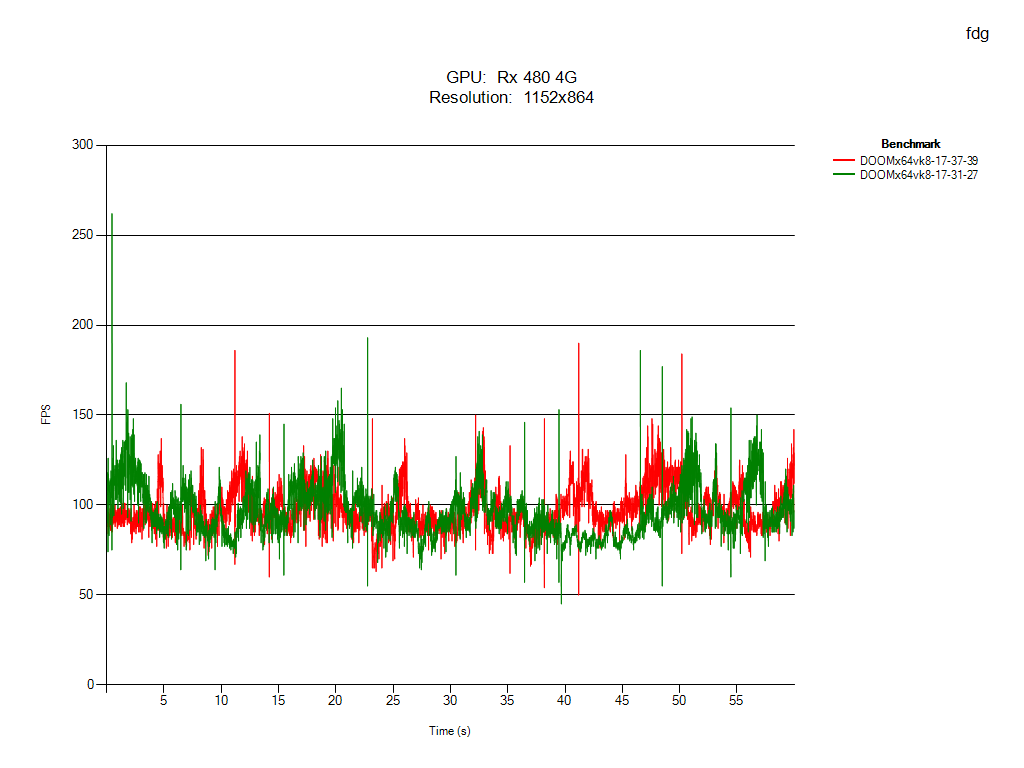 fdg
GPU:  Rx 480 4G
Resolution:  1152x864
Benchmark
DOOMx64vk8-17-37-39
DOOMx64vk8-17-31-27
300
250
200
150
100
50
0
FPS
5 10 15 20 25 30 35 40 45 50 55
Time (s)